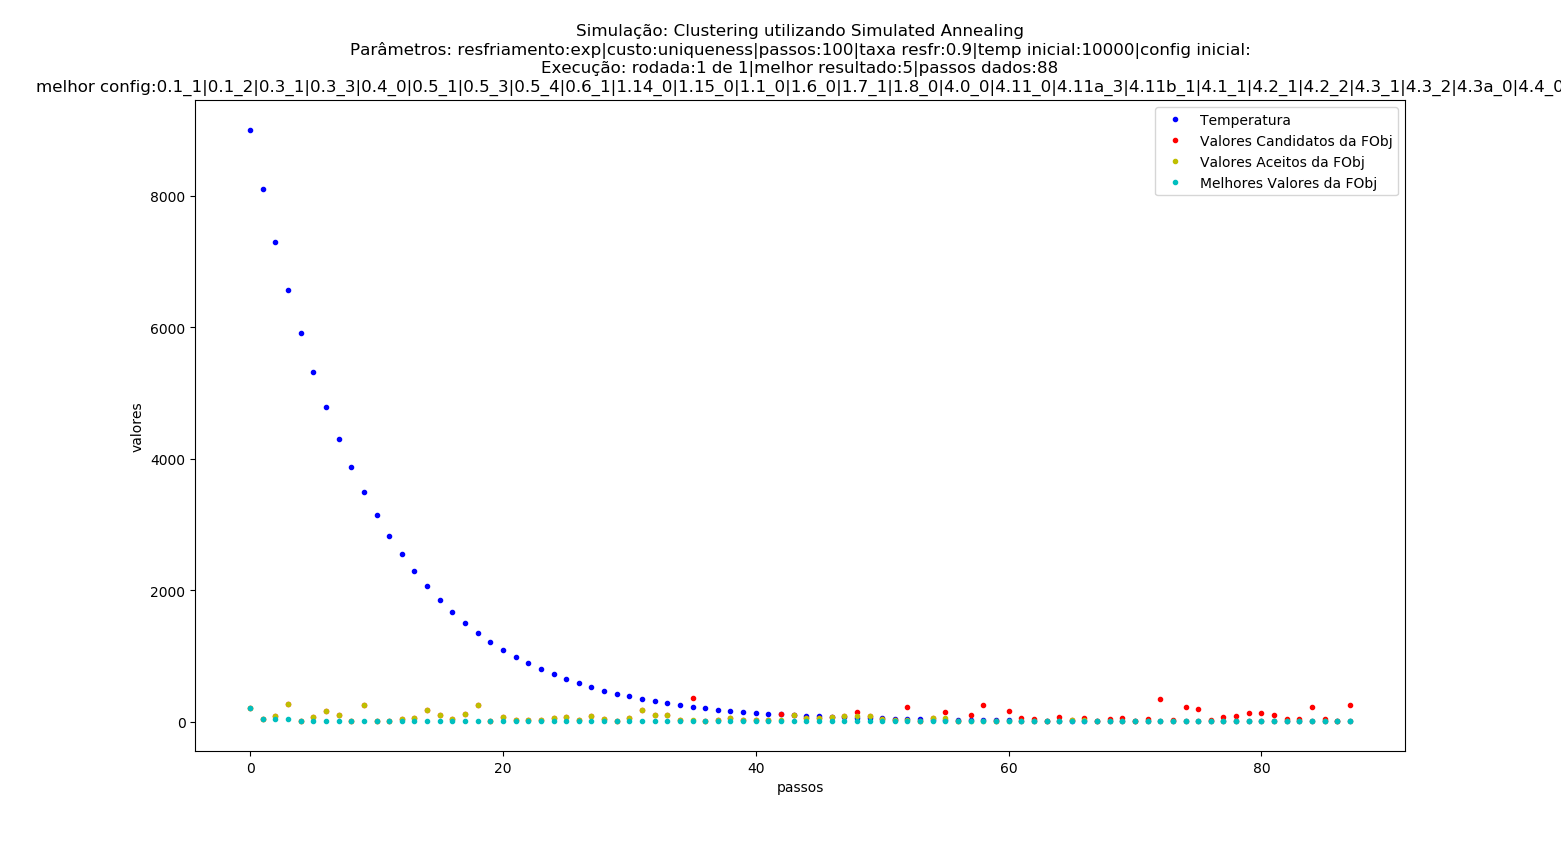 Simulação: Clustering utilizando Simulated Annealing
Parâmetros: resfriamento:exp|custo:uniqueness|passos:100|taxa resfr:0.9|temp inicial:10000|config inicial:
Execução: rodada:1 de 1|melhor resultado:5|passos dados:88
melhor config:0.1_1|0.1_2|0.3_1|0.3_3|0.4_0|0.5_1|0.5_3|0.5_4|0.6_1|1.14_0|1.15_0|1.1_0|1.6_0|1.7_1|1.8_0|4.0_0|4.11_0|4.11a_3|4.11b_1|4.1_1|4.2_1|4.2_2|4.3_1|4.3_2|4.3a_0|4.4_0
Temperatura
Valores Candidatos da FObj
Valores Aceitos da FObj
Melhores Valores da FObj
8000
6000
4000
2000
0
valores
0 20 40 60 80
passos